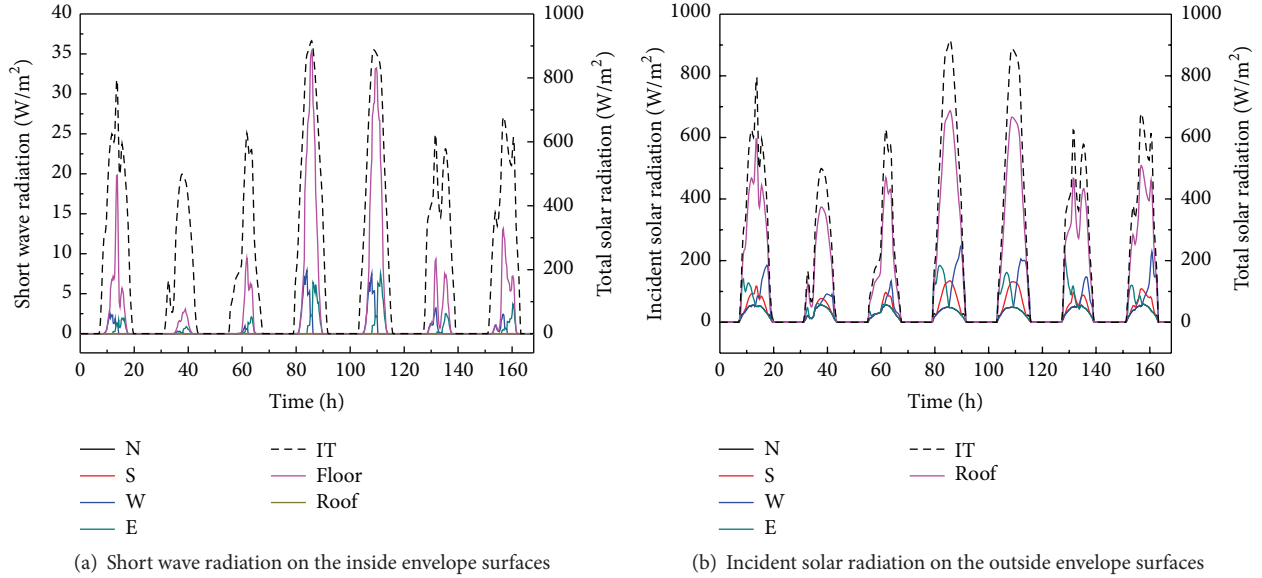 40
35
30
25
20
15
10
5
0
Short wave radiation (W/m²)
1000
800
600
400
200
0
Total solar radiation (W/m²)
0 20 40 60 80 100 120 140 160
Time (h)
N
S
W
E
IT
Floor
Roof
(a) Short wave radiation on the inside envelope surfaces
1000
800
600
400
200
0
Incident solar radiation (W/m²)
1000
800
600
400
200
0
Total solar radiation (W/m²)
0 20 40 60 80 100 120 140 160
Time (h)
N
S
W
E
IT
Roof
(b) Incident solar radiation on the outside envelope surfaces